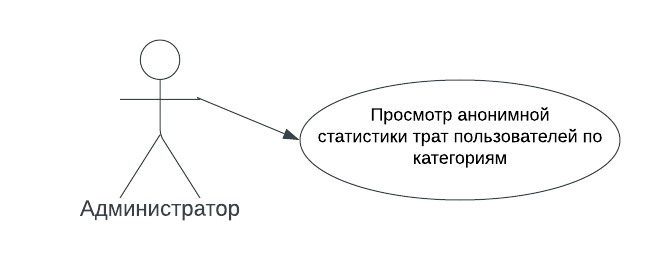 Просмотр анонимной
статистики трат пользователей по
категориям
Администратор